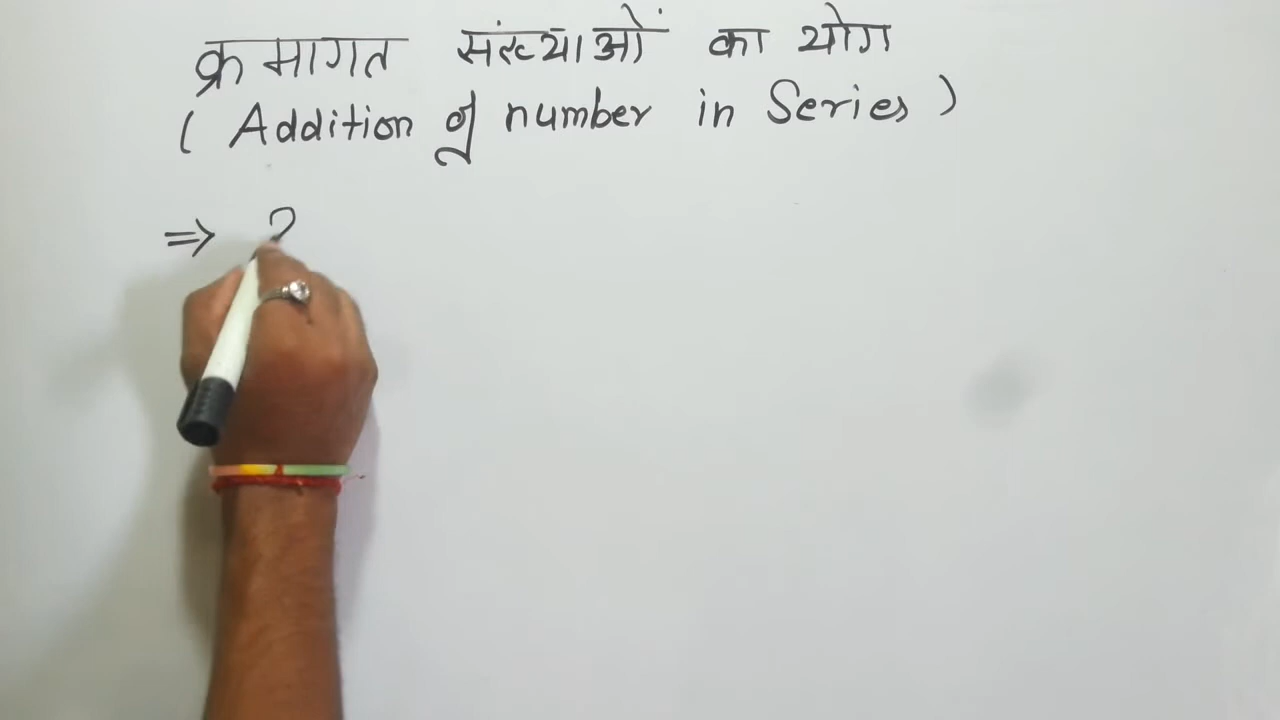 क्रमागत संख्याओं का योग
( Addition of number in Series )
⇒ 2